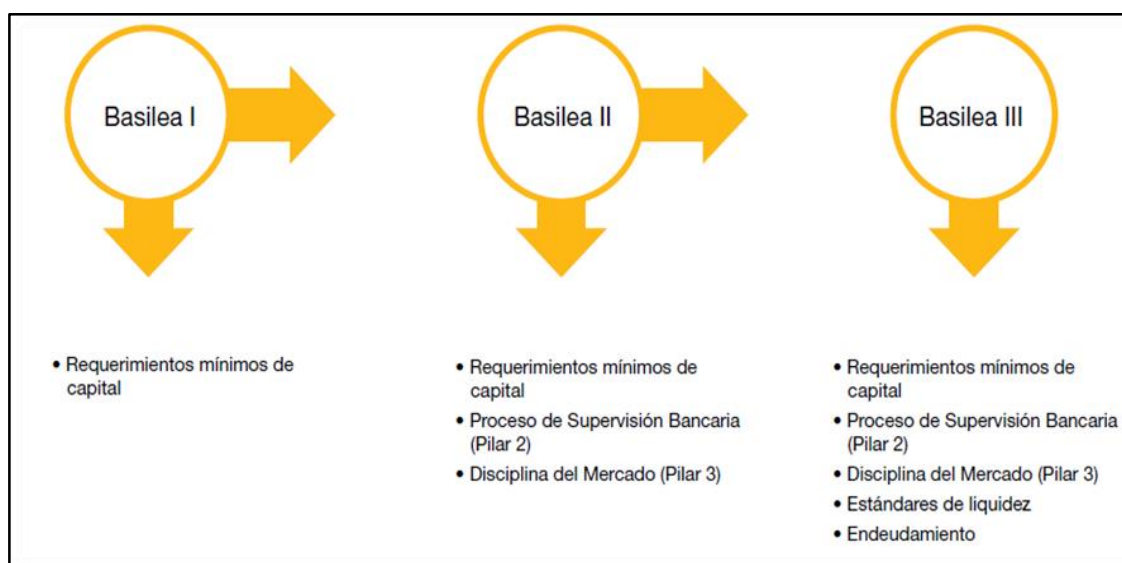 Basilea I
Basilea II
Basilea III
• Requerimientos mínimos de
capital
• Requerimientos mínimos de
capital
• Proceso de Supervisión Bancaria
(Pilar 2)
• Disciplina del Mercado (Pilar 3)
• Requerimientos mínimos de
capital
• Proceso de Supervisión Bancaria
(Pilar 2)
• Disciplina del Mercado (Pilar 3)
• Estándares de liquidez
• Endeudamiento